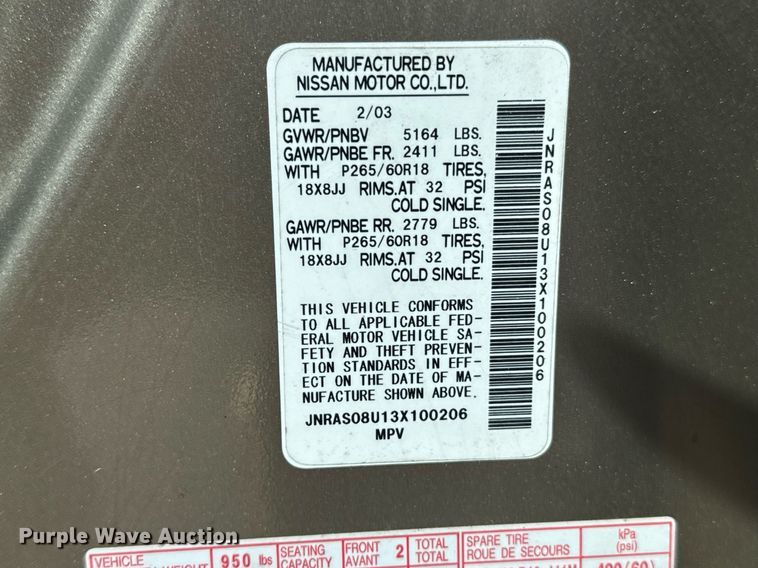 MANUFACTURED BY
NISSAN MOTOR CO.,LTD.
DATE 2/03
GVWR/PNBV 5164 LBS.
GAWR/PNBE FR. 2411 LBS.
WITH P265/60R18 TIRES,
18X8JJ RIMS.AT 32 PSI
COLD SINGLE.
GAWR/PNBE RR. 2779 LBS.
WITH P265/60R18 TIRES,
18X8JJ RIMS.AT 32 PSI
COLD SINGLE.
THIS VEHICLE CONFORMS
TO ALL APPLICABLE FED-
ERAL MOTOR VEHICLE SA-
FETY AND THEFT PREVEN-
TION STANDARDS IN EFF-
ECT ON THE DATE OF MA-
NUFACTURE SHOWN ABOVE.
JNRAS08U13X100206
MPV
JNRAS08U13X100206
Purple Wave Auction
VEHICLE 950 lbs SEATING CAPACITY FRONT AVANT 2 TOTAL TOTAL SPARE TIRE ROUE DE SECOURS kPa (psi)